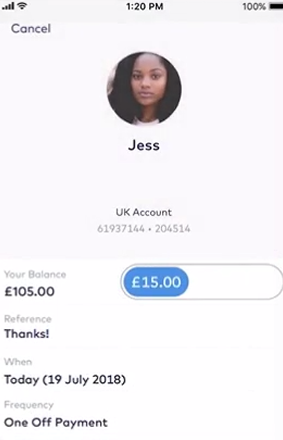 1:20 PM
100%
Cancel
Jess
UK Account
61937144 • 204514
Your Balance
£105.00
£15.00
Reference
Thanks!
When
Today (19 July 2018)
Frequency
One Off Payment